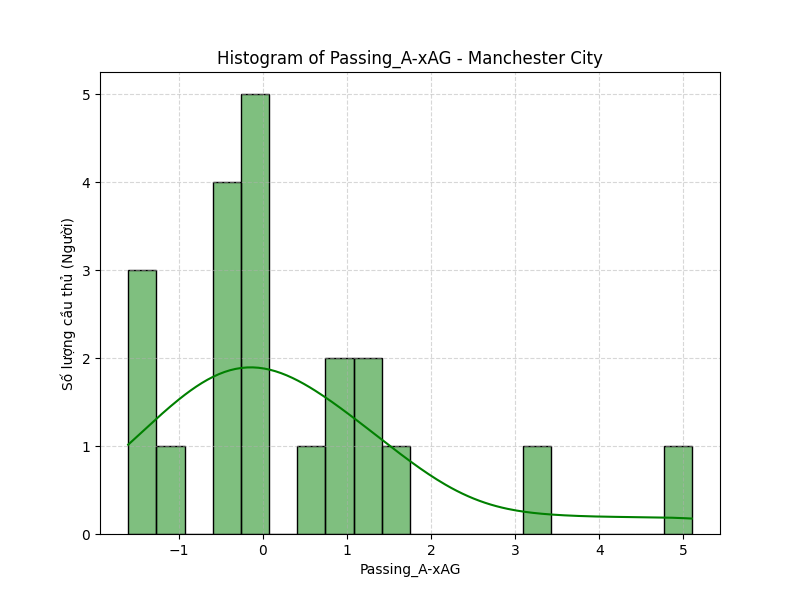 Histogram of Passing_A-xAG - Manchester City
Số lượng cầu thủ (Người)
5
4
3
2
1
0
−1 0 1 2 3 4 5
Passing_A-xAG